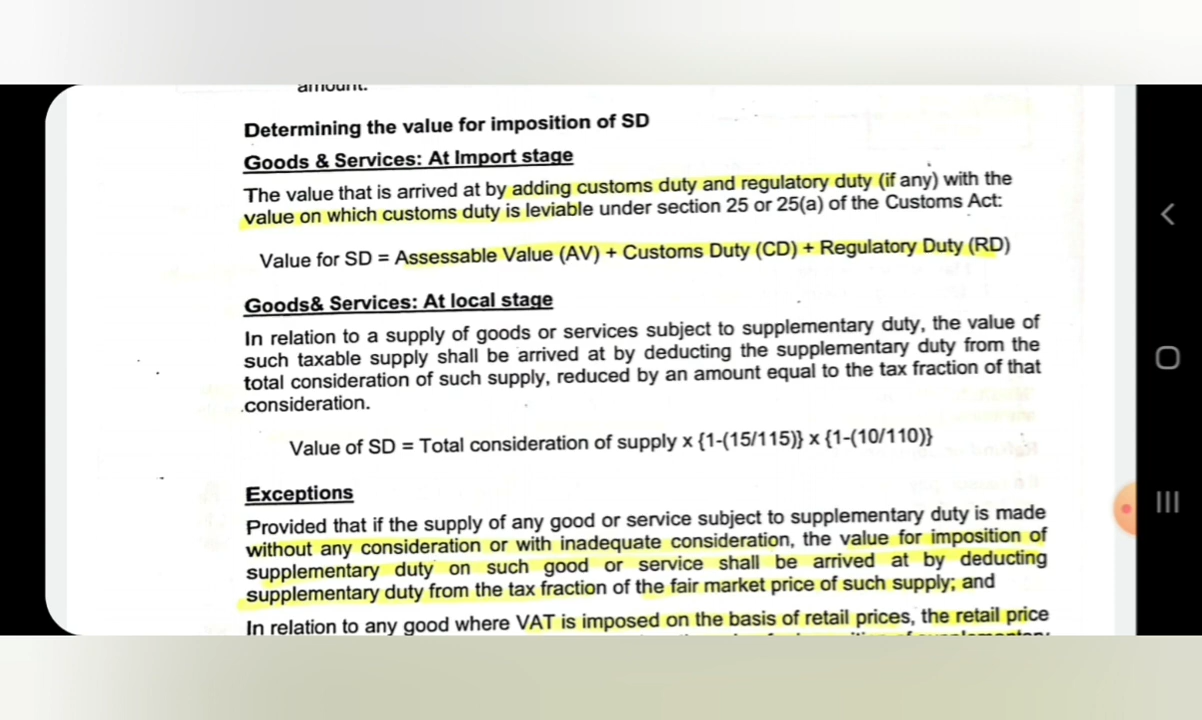 amount.
Determining the value for imposition of SD
Goods & Services: At Import stage
The value that is arrived at by adding customs duty and regulatory duty (if any) with the
value on which customs duty is leviable under section 25 or 25(a) of the Customs Act:
Value for SD = Assessable Value (AV) + Customs Duty (CD) + Regulatory Duty (RD)
Goods& Services: At local stage
In relation to a supply of goods or services subject to supplementary duty, the value of
such taxable supply shall be arrived at by deducting the supplementary duty from the
total consideration of such supply, reduced by an amount equal to the tax fraction of that
consideration.
Value of SD = Total consideration of supply x {1-(15/115)} x {1-(10/110)}
Exceptions
Provided that if the supply of any good or service subject to supplementary duty is made
without any consideration or with inadequate consideration, the value for imposition of
supplementary duty on such good or service shall be arrived at by deducting
supplementary duty from the tax fraction of the fair market price of such supply; and
In relation to any good where VAT is imposed on the basis of retail prices, the retail price